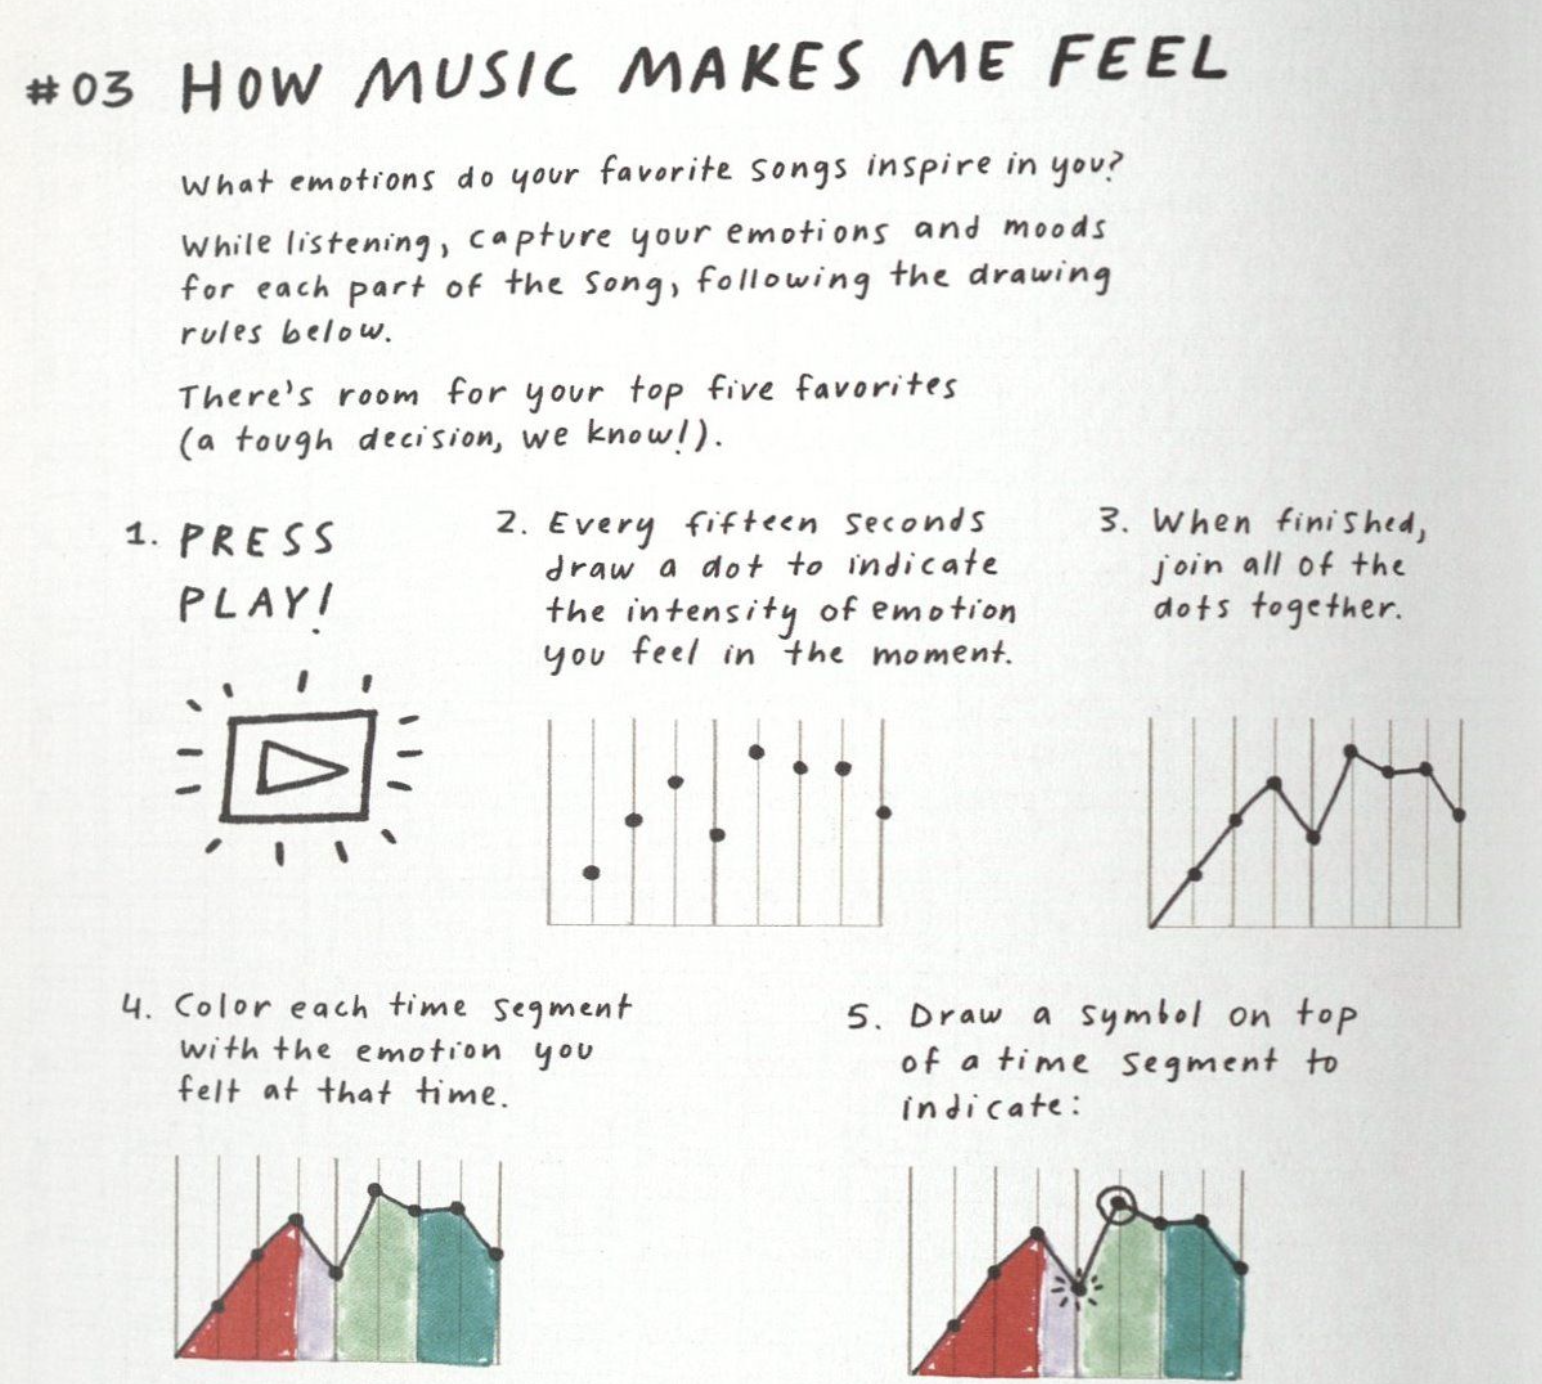 #03 HOW MUSIC MAKES ME FEEL
What emotions do your favorite songs inspire in you?
While listening, capture your emotions and moods
for each part of the song, following the drawing
rules below.
There's room for your top five favorites
(a tough decision, we know!).
1. PRESS
PLAY!
2. Every fifteen seconds
draw a dot to indicate
the intensity of emotion
you feel in the moment.
3. When finished,
join all of the
dots together.
4. Color each time segment
with the emotion you
felt at that time.
5. Draw a symbol on top
of a time segment to
indicate: